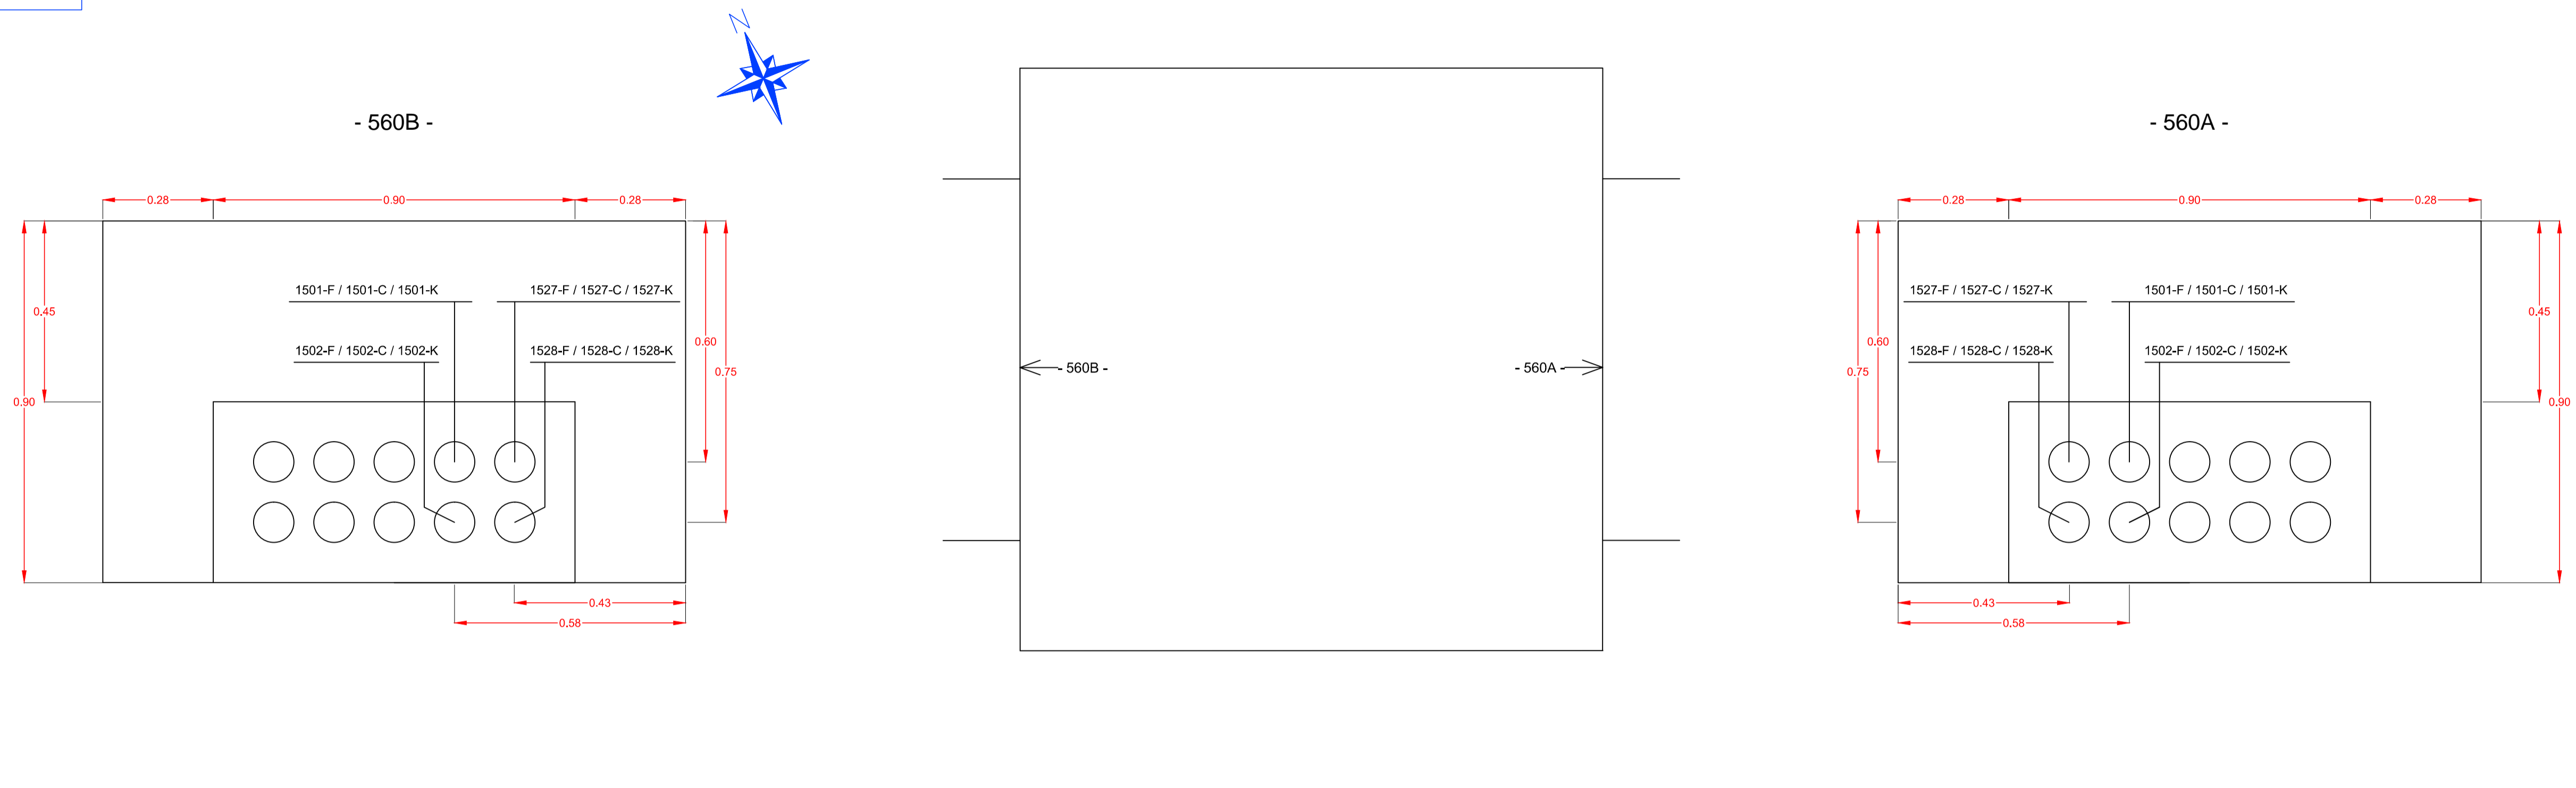 N
- 560B -
- 560A -
0.28
0.90
0.28
0.28
0.90
0.28
1501-F / 1501-C / 1501-K
1527-F / 1527-C / 1527-K
1527-F / 1527-C / 1527-K
1501-F / 1501-C / 1501-K
0.45
0.45
0.60
0.60
1502-F / 1502-C / 1502-K
1528-F / 1528-C / 1528-K
1528-F / 1528-C / 1528-K
1502-F / 1502-C / 1502-K
- 560B -
- 560A -
0.75
0.75
0.90
0.90
0.43
0.43
0.58
0.58